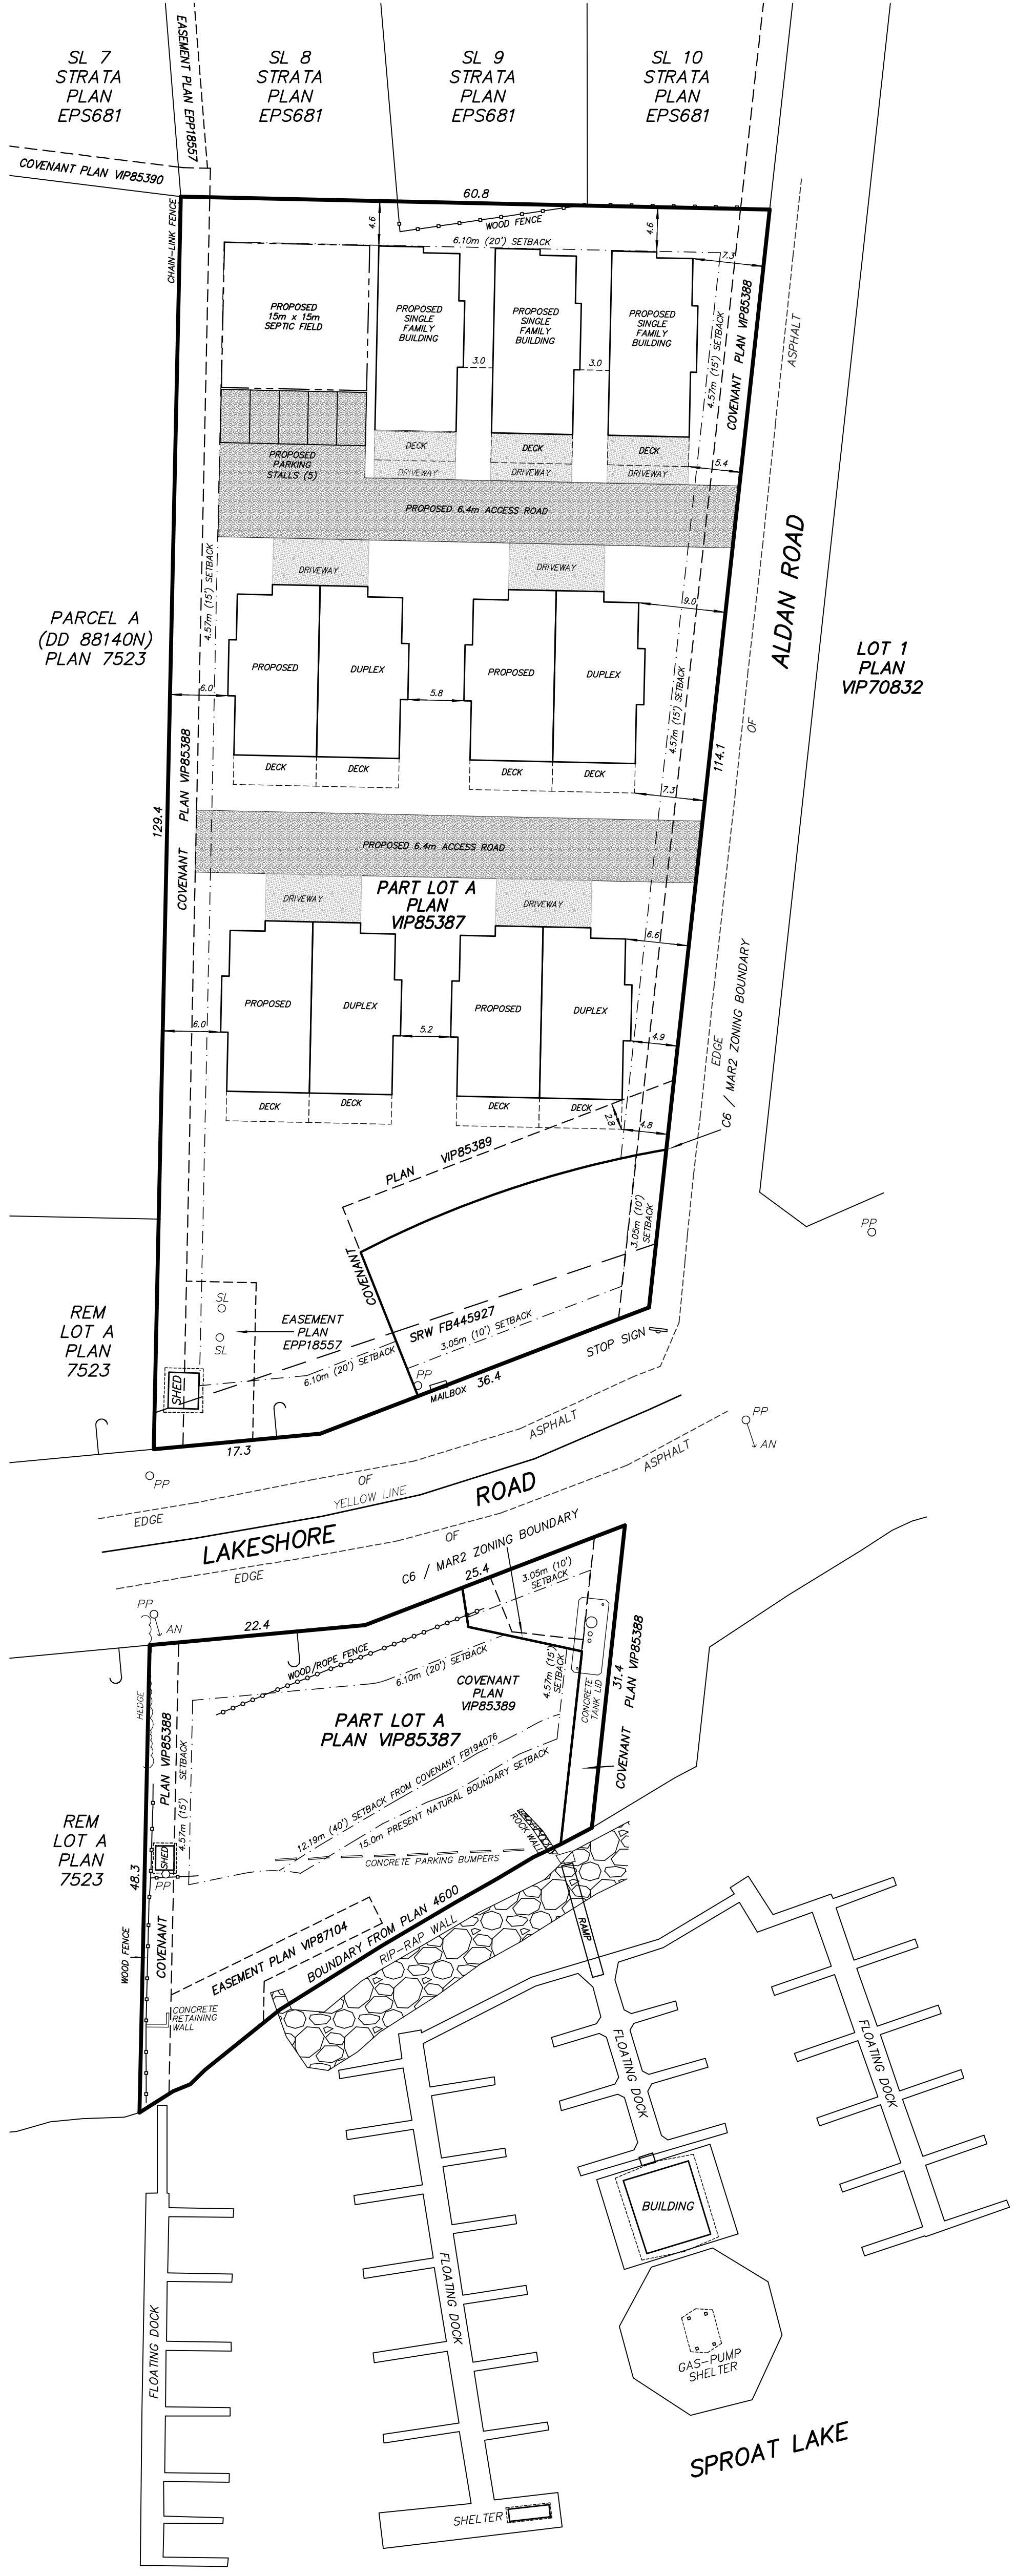 SL 7
STRATA
PLAN
EPS681
EASEMENT PLAN EPP18557
SL 8
STRATA
PLAN
EPS681
SL 9
STRATA
PLAN
EPS681
SL 10
STRATA
PLAN
EPS681
COVENANT PLAN VIP85390
60.8
CHAIN-LINK FENCE
4.6
WOOD FENCE
4.6
6.10m (20') SETBACK
7.3
COVENANT PLAN VIP85388
4.57m (15') SETBACK
ASPHALT
PROPOSED
15m x 15m
SEPTIC FIELD
PROPOSED
SINGLE
FAMILY
BUILDING
PROPOSED
SINGLE
FAMILY
BUILDING
PROPOSED
SINGLE
FAMILY
BUILDING
3.0
3.0
DECK
DECK
DECK
DRIVEWAY
DRIVEWAY
DRIVEWAY
5.4
PROPOSED
PARKING
STALLS (5)
PROPOSED 6.4m ACCESS ROAD
ALDAN ROAD
4.57m (15') SETBACK
DRIVEWAY
DRIVEWAY
PARCEL A
(DD 88140N)
PLAN 7523
9.0
LOT 1
PLAN
VIP70832
PROPOSED
DUPLEX
PROPOSED
DUPLEX
6.0
5.8
4.57m (15') SETBACK
OF
114.1
DECK
DECK
DECK
DECK
7.3
129.4
COVENANT PLAN VIP85388
PROPOSED 6.4m ACCESS ROAD
PART LOT A
PLAN
VIP85387
DRIVEWAY
DRIVEWAY
6.6
PROPOSED
DUPLEX
PROPOSED
DUPLEX
6.0
5.2
4.9
EDGE
C6 / MAR2 ZONING BOUNDARY
DECK
DECK
DECK
DECK
2.8
4.8
PLAN VIP85389
COVENANT
3.05m (10')
SETBACK
PP
REM
LOT A
PLAN
7523
SL
SL
EASEMENT
PLAN
EPP18557
SRW FB445927
3.05m (10') SETBACK
6.10m (20') SETBACK
STOP SIGN
SHED
PP
MAILBOX
36.4
17.3
ASPHALT
PP
AN
PP
OF
YELLOW LINE
EDGE
ASPHALT
LAKESHORE ROAD
OF
EDGE
C6 / MAR2 ZONING BOUNDARY
25.4
3.05m (10')
SETBACK
PP
AN
22.4
WOOD/ROPE FENCE
6.10m (20') SETBACK
COVENANT
PLAN
VIP85389
4.57m (15')
SETBACK
CONCRETE
TANK LID
31.4
COVENANT PLAN VIP85388
HEDGE
PLAN VIP85388
4.57m (15') SETBACK
PART LOT A
PLAN VIP85387
12.19m (40') SETBACK FROM COVENANT FB194076
15.0m PRESENT NATURAL BOUNDARY SETBACK
ROCK WALL
REM
LOT A
PLAN
7523
SHED
PP
CONCRETE PARKING BUMPERS
48.3
WOOD FENCE
COVENANT
EASEMENT PLAN VIP87104
BOUNDARY FROM PLAN 4600
RIP-RAP WALL
RAMP
CONCRETE
RETAINING
WALL
FLOATING DOCK
FLOATING DOCK
BUILDING
FLOATING DOCK
FLOATING DOCK
GAS-PUMP
SHELTER
SPROAT LAKE
SHELTER